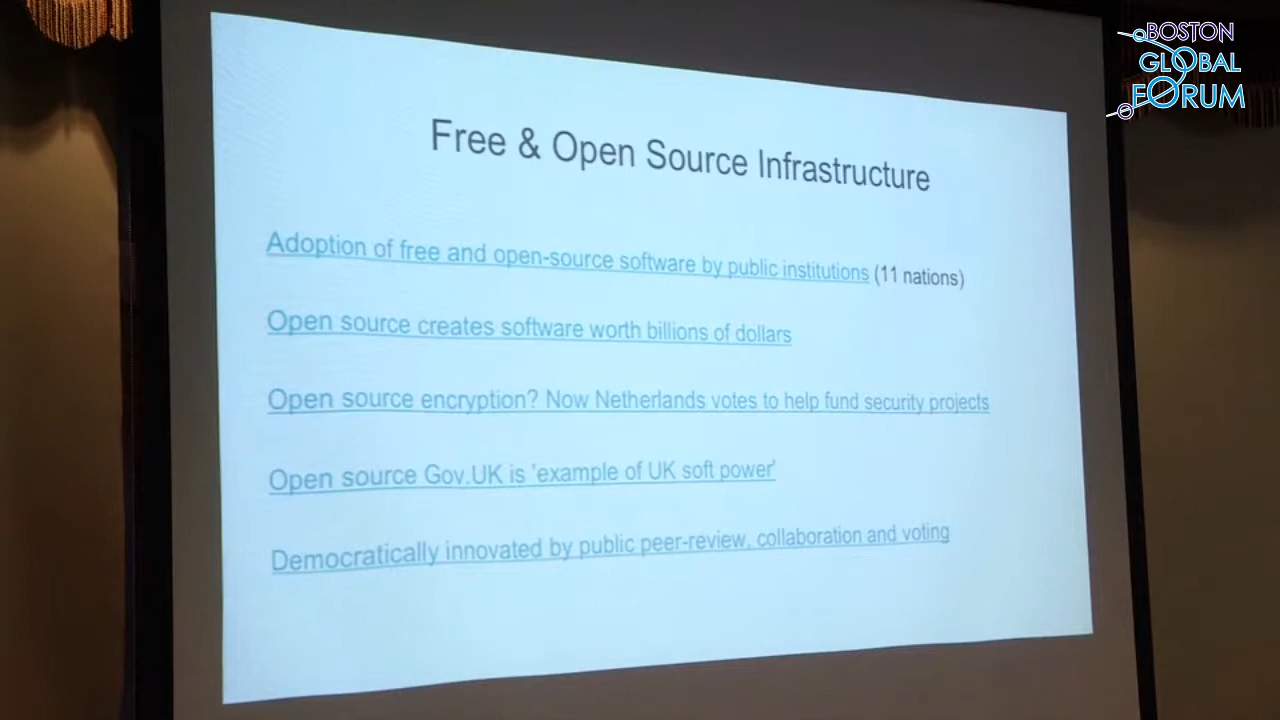 BOSTON
GLOBAL
FORUM
Free & Open Source Infrastructure
Adoption of free and open-source software by public institutions (11 nations)
Open source creates software worth billions of dollars
Open source encryption? Now Netherlands votes to help fund security projects
Open source Gov.UK is 'example of UK soft power'
Democratically innovated by public peer-review, collaboration and voting